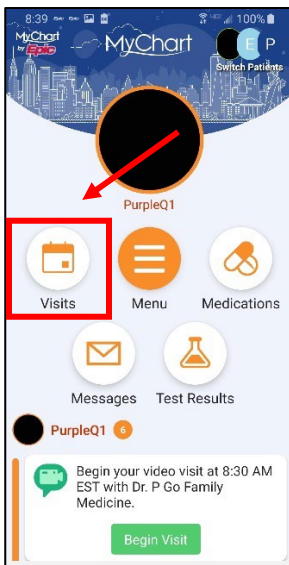 8:39
100%
MyChart
by Epic
MyChart
E P
Switch Patients
PurpleQ1
Visits
Menu
Medications
Messages
Test Results
PurpleQ1 6
Begin your video visit at 8:30 AM
EST with Dr. P Go Family
Medicine.
Begin Visit